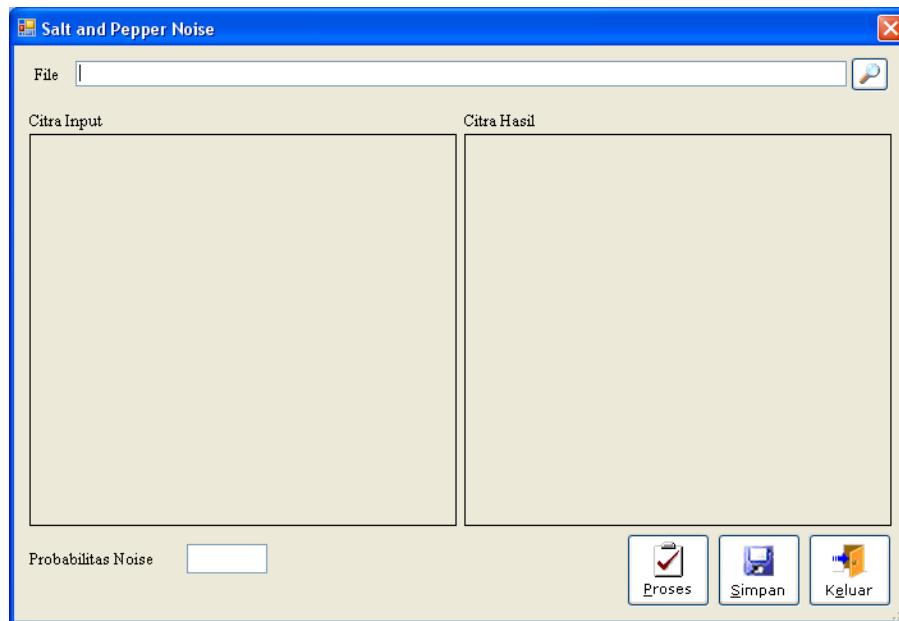 Salt and Pepper Noise
File
Citra Input
Citra Hasil
Probabilitas Noise
Proses
Simpan
Keluar